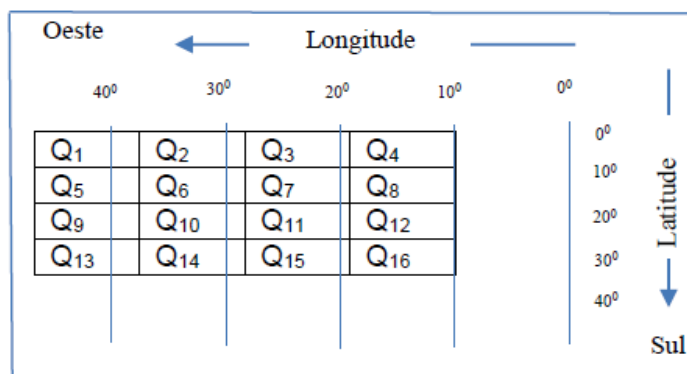 Oeste
Longitude
40⁰ 30⁰ 20⁰ 10⁰ 0⁰
0⁰
Q₁ Q₂ Q₃ Q₄
10⁰
Q₅ Q₆ Q₇ Q₈
20⁰
Q₉ Q₁₀ Q₁₁ Q₁₂
30⁰
Q₁₃ Q₁₄ Q₁₅ Q₁₆
40⁰
Latitude
Sul